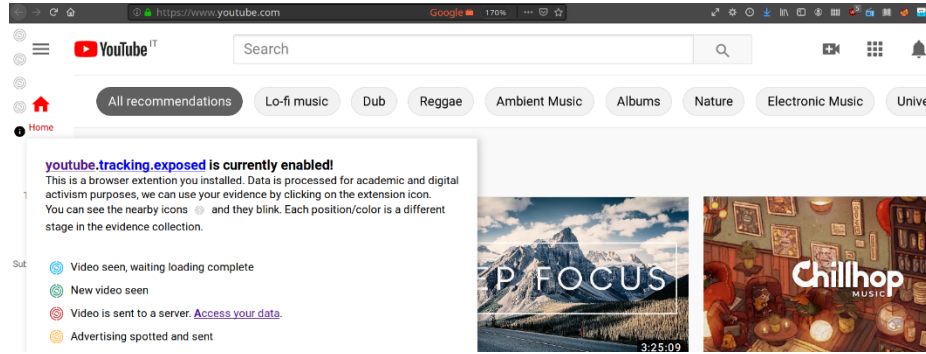 https://www.youtube.com
Google
170%
5
YouTube IT
Search
All recommendations
Lo-fi music
Dub
Reggae
Ambient Music
Albums
Nature
Electronic Music
Unive
Home
youtube.tracking.exposed is currently enabled!
This is a browser extention you installed. Data is processed for academic and digital
activism purposes, we can use your evidence by clicking on the extension icon.
You can see the nearby icons and they blink. Each position/color is a different
stage in the evidence collection.
Sut
Video seen, waiting loading complete
New video seen
Video is sent to a server. Access your data.
Advertising spotted and sent
EP FOCUS
3:25:09
Chillhop
MUSIC